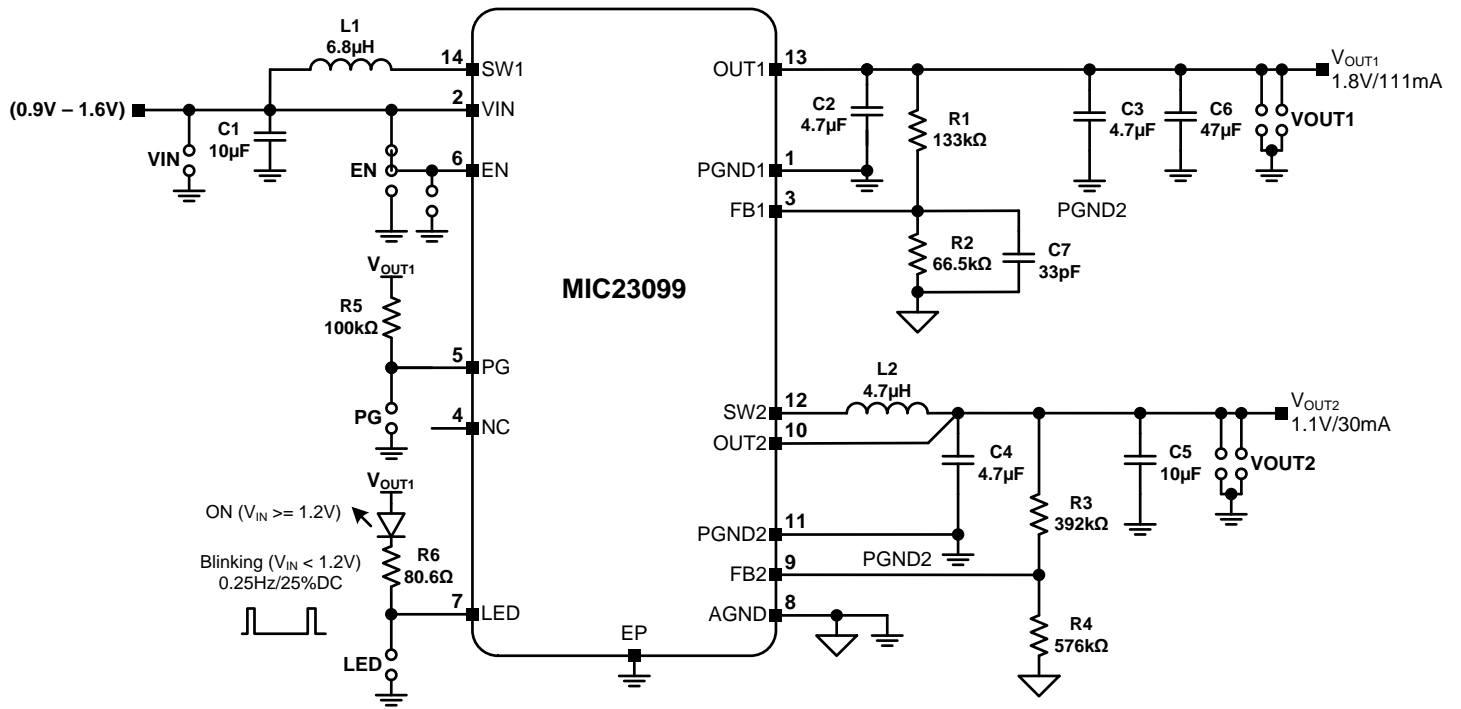 L1
6.8µH
14
SW1
(0.9V – 1.6V)
2
VIN
C1
10µF
VIN
EN
6
EN
VOUT1
R5
100kΩ
5
PG
PG
4
NC
VOUT1
ON (VIN >= 1.2V)
Blinking (VIN < 1.2V)
0.25Hz/25%DC
R6
80.6Ω
7
LED
LED
MIC23099
EP
OUT1
13
VOUT1
1.8V/111mA
C2
4.7µF
R1
133kΩ
C3
4.7µF
C6
47µF
VOUT1
PGND1
1
PGND2
FB1
3
R2
66.5kΩ
C7
33pF
L2
4.7µH
SW2
12
VOUT2
1.1V/30mA
OUT2
10
C4
4.7µF
C5
10µF
VOUT2
R3
392kΩ
PGND2
11
PGND2
FB2
9
AGND
8
R4
576kΩ